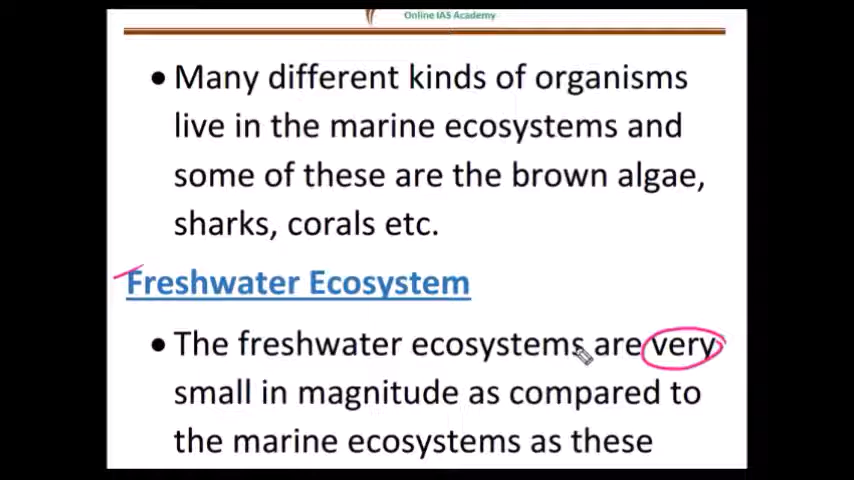 Online IAS Academy
• Many different kinds of organisms
live in the marine ecosystems and
some of these are the brown algae,
sharks, corals etc.
Freshwater Ecosystem
• The freshwater ecosystems are very
small in magnitude as compared to
the marine ecosystems as these